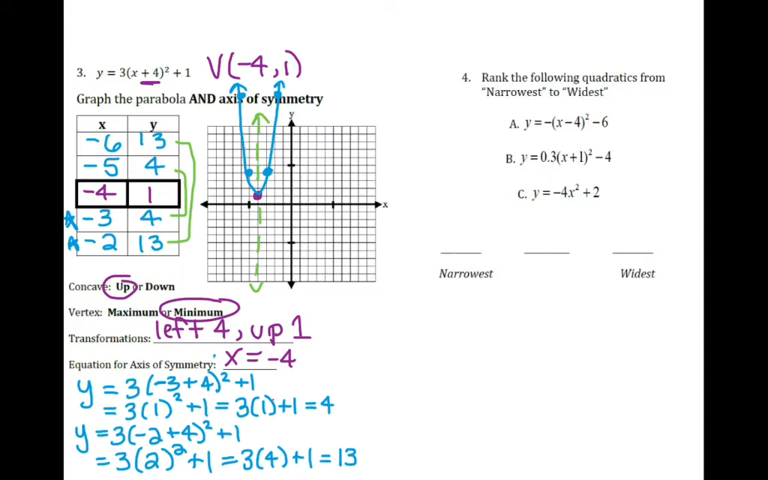 3. y = 3(x + 4)² + 1 V(-4, 1)
Graph the parabola AND axis of symmetry
x y
-6 13
-5 4
-4 1
-3 4
-2 13
y
x
Concave: Up or Down
Vertex: Maximum or Minimum
Transformations: left 4, up 1
Equation for Axis of Symmetry: x = -4
y = 3(-3+4)² +1
= 3(1)² +1 = 3(1)+1 = 4
y = 3(-2+4)² +1
= 3(2)² +1 = 3(4)+1 = 13
4. Rank the following quadratics from
"Narrowest" to "Widest"
A. y = -(x-4)² - 6
B. y = 0.3(x+1)² - 4
C. y = -4x² + 2
Narrowest Widest